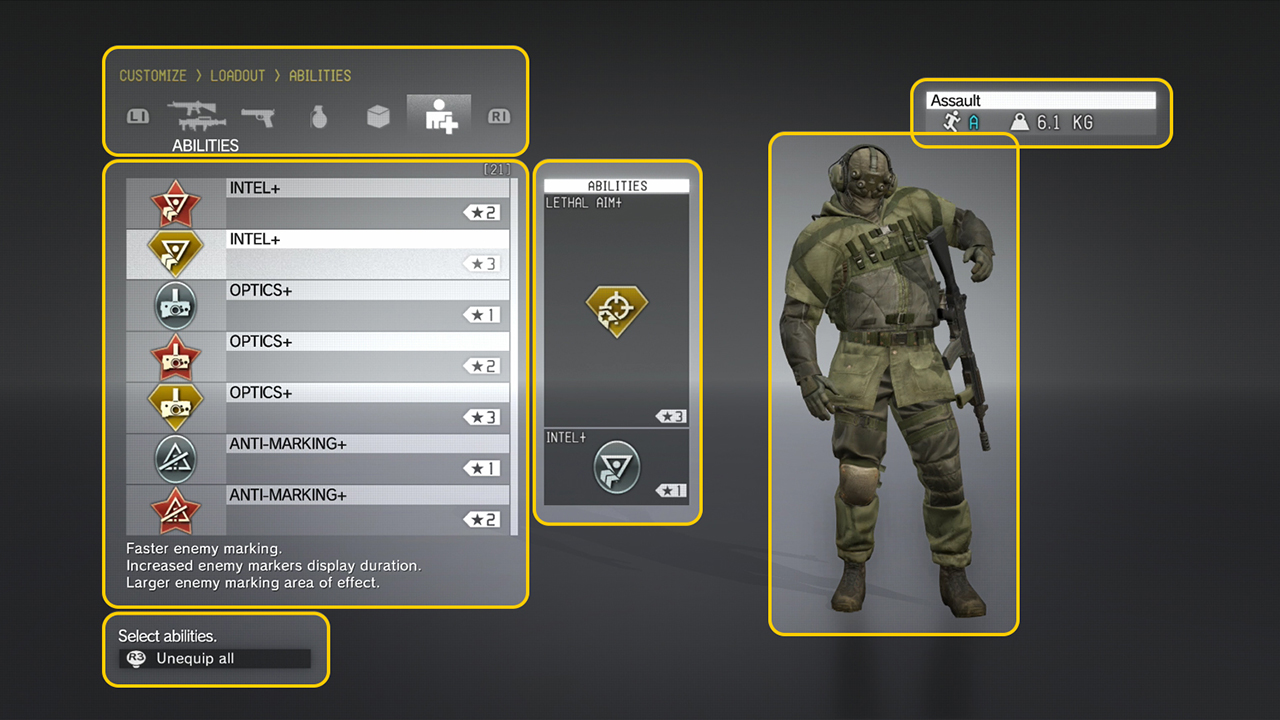 CUSTOMIZE > LOADOUT > ABILITIES
L1
R1
ABILITIES
[21]
INTEL+
★2
INTEL+
★3
OPTICS+
★1
OPTICS+
★2
OPTICS+
★3
ANTI-MARKING+
★1
ANTI-MARKING+
★2
Faster enemy marking.
Increased enemy markers display duration.
Larger enemy marking area of effect.
Select abilities.
R3 Unequip all
ABILITIES
LETHAL AIM+
★3
INTEL+
★1
Assault
A 6.1 KG